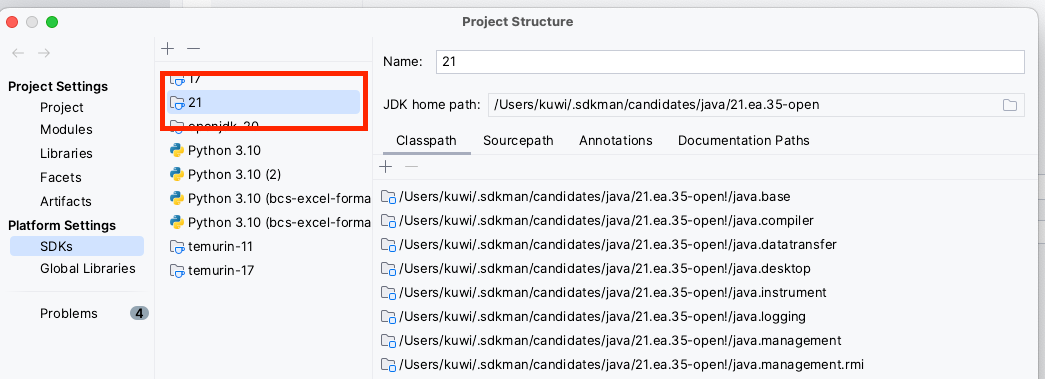 Project Structure
Project Settings
Project
Modules
Libraries
Facets
Artifacts
Platform Settings
SDKs
Global Libraries
Problems 4
17
21
openjdk-20
Python 3.10
Python 3.10 (2)
Python 3.10 (bcs-excel-forma
Python 3.10 (bcs-excel-forma
temurin-11
temurin-17
Name: 21
JDK home path: /Users/kuwi/.sdkman/candidates/java/21.ea.35-open
Classpath Sourcepath Annotations Documentation Paths
/Users/kuwi/.sdkman/candidates/java/21.ea.35-open!/java.base
/Users/kuwi/.sdkman/candidates/java/21.ea.35-open!/java.compiler
/Users/kuwi/.sdkman/candidates/java/21.ea.35-open!/java.datatransfer
/Users/kuwi/.sdkman/candidates/java/21.ea.35-open!/java.desktop
/Users/kuwi/.sdkman/candidates/java/21.ea.35-open!/java.instrument
/Users/kuwi/.sdkman/candidates/java/21.ea.35-open!/java.logging
/Users/kuwi/.sdkman/candidates/java/21.ea.35-open!/java.management
/Users/kuwi/.sdkman/candidates/java/21.ea.35-open!/java.management.rmi